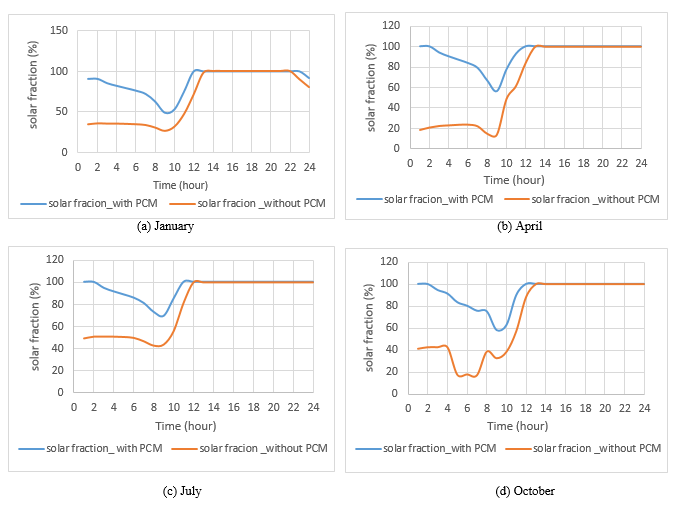 150
100
50
0
solar fraction (%)
0 2 4 6 8 10 12 14 16 18 20 22 24
Time (hour)
solar fracion_with PCM solar fracion _without PCM
(a) January
120
100
80
60
40
20
0
solar fraction (%)
0 2 4 6 8 10 12 14 16 18 20 22 24
Time (hour)
solar fraction_with PCM solar fracion _without PCM
(b) April
120
100
80
60
40
20
0
solar fraction (%)
0 2 4 6 8 10 12 14 16 18 20 22 24
Time (hour)
solar fraction_ with PCM solar fracion _without PCM
(c) July
120
100
80
60
40
20
0
solar fraction (%)
0 2 4 6 8 10 12 14 16 18 20 22 24
Time (hour)
solar fraction_ with PCM solar fracion _without PCM
(d) October